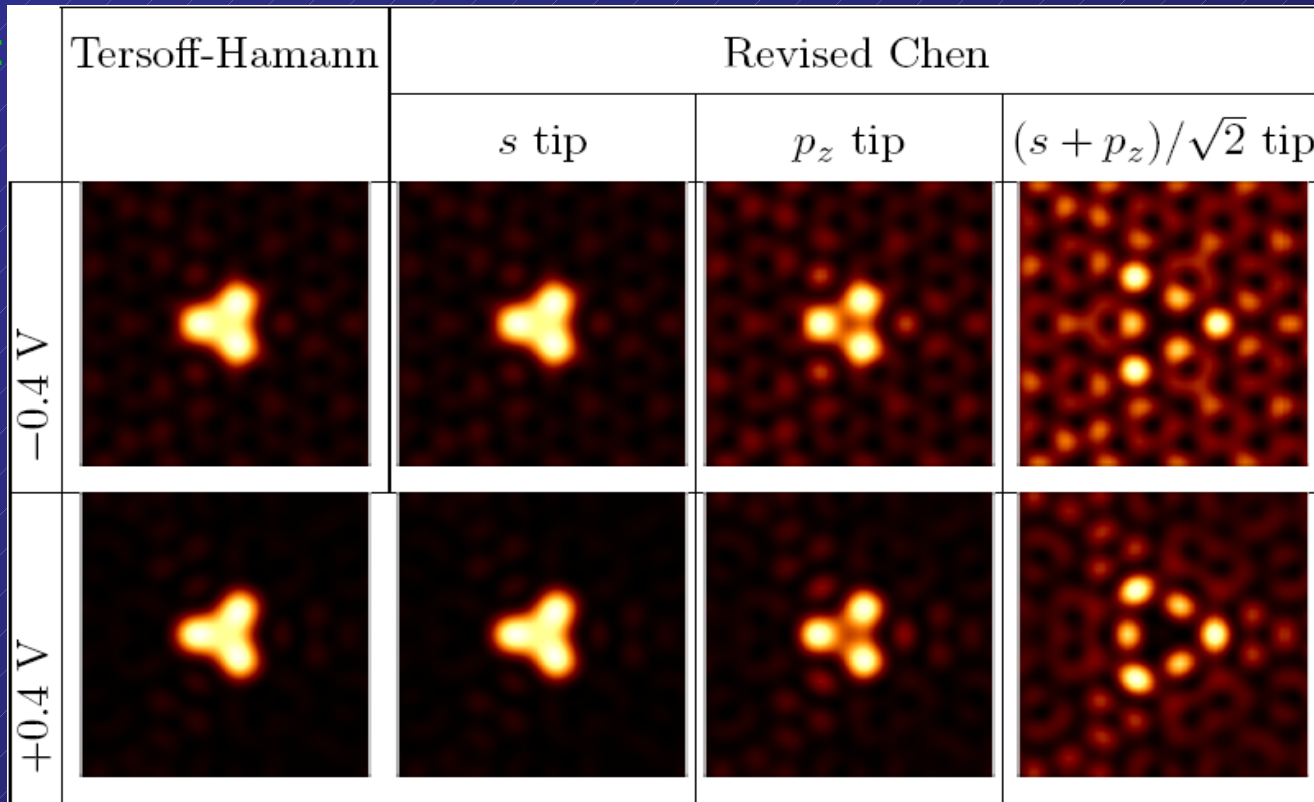 Tersoff-Hamann
Revised Chen
s tip
p_z tip
(s + p_z)/√2 tip
−0.4 V
+0.4 V